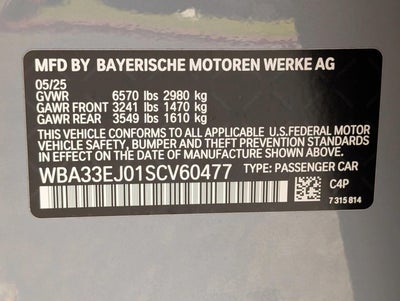 MFD BY BAYERISCHE MOTOREN WERKE AG
05/25
GVWR 6570 lbs 2980 kg
GAWR FRONT 3241 lbs 1470 kg
GAWR REAR 3549 lbs 1610 kg
THIS VEHICLE CONFORMS TO ALL APPLICABLE U.S. FEDERAL MOTOR
VEHICLE SAFETY, BUMPER AND THEFT PREVENTION STANDARDS
IN EFFECT ON THE DATE OF MANUFACTURE SHOWN ABOVE.
WBA33EJ01SCV60477 TYPE: PASSENGER CAR
C4P
7 315 814